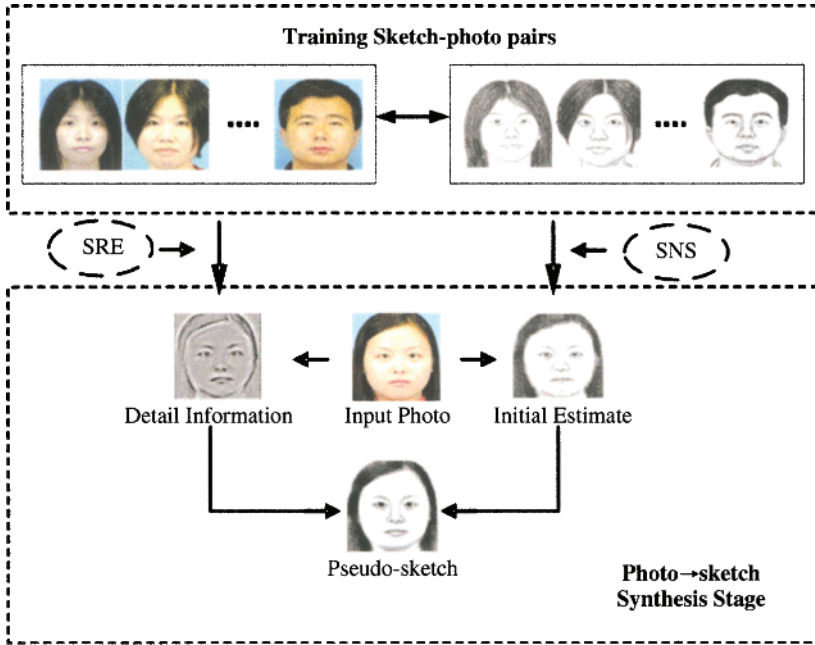 Training Sketch-photo pairs
SRE
SNS
Detail Information
Input Photo
Initial Estimate
Pseudo-sketch
Photo→sketch
Synthesis Stage